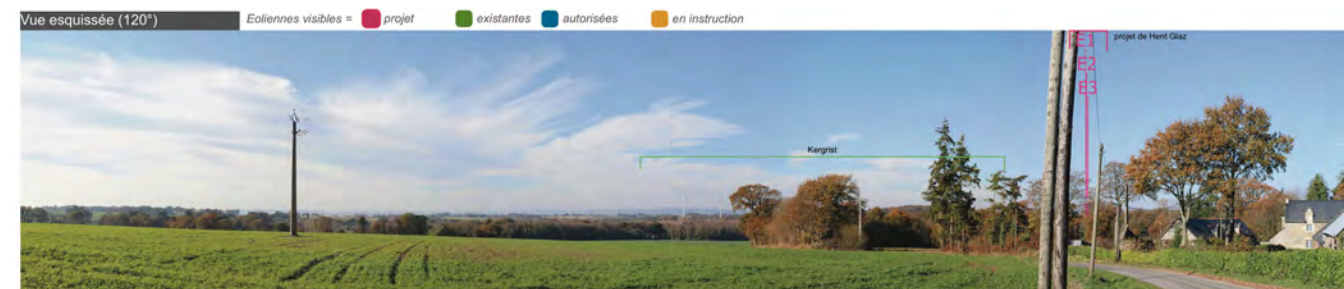 Vue esquissée (120°)
Eoliennes visibles = projet existantes autorisées en instruction
E1 projet de Hent Glaz
E2
E3
Kergrist